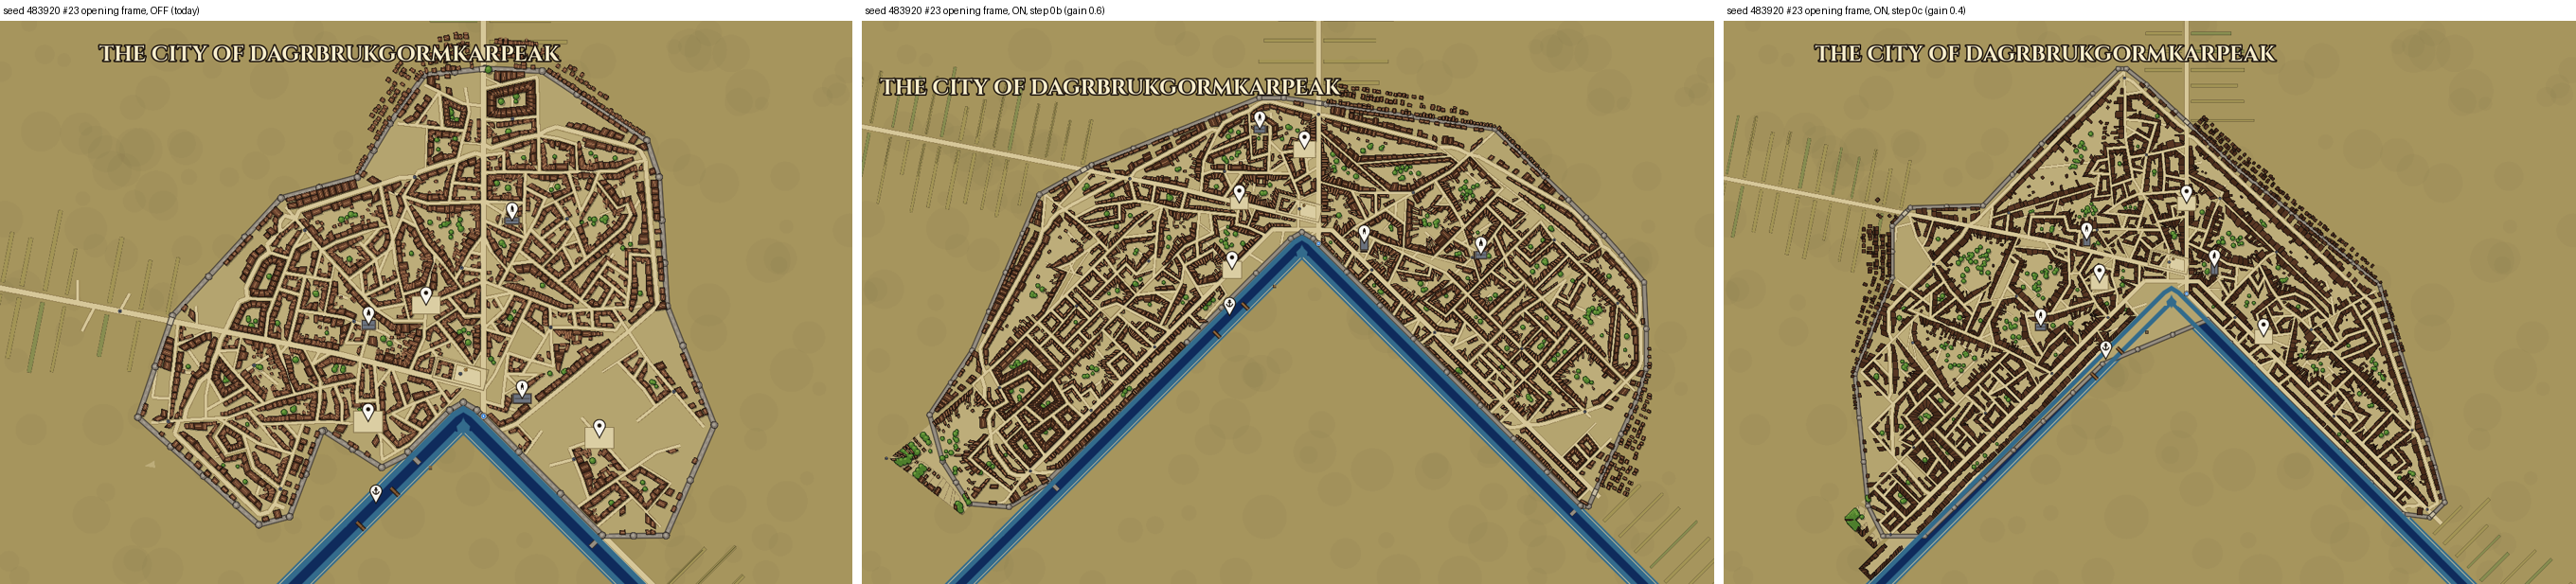 seed 483920 #23 opening frame, OFF (today)
THE CITY OF DAGRBRUKGORMKARPEAK
seed 483920 #23 opening frame, ON, step 0b (gain 0.6)
THE CITY OF DAGRBRUKGORMKARPEAK
seed 483920 #23 opening frame, ON, step 0c (gain 0.4)
THE CITY OF DAGRBRUKGORMKARPEAK